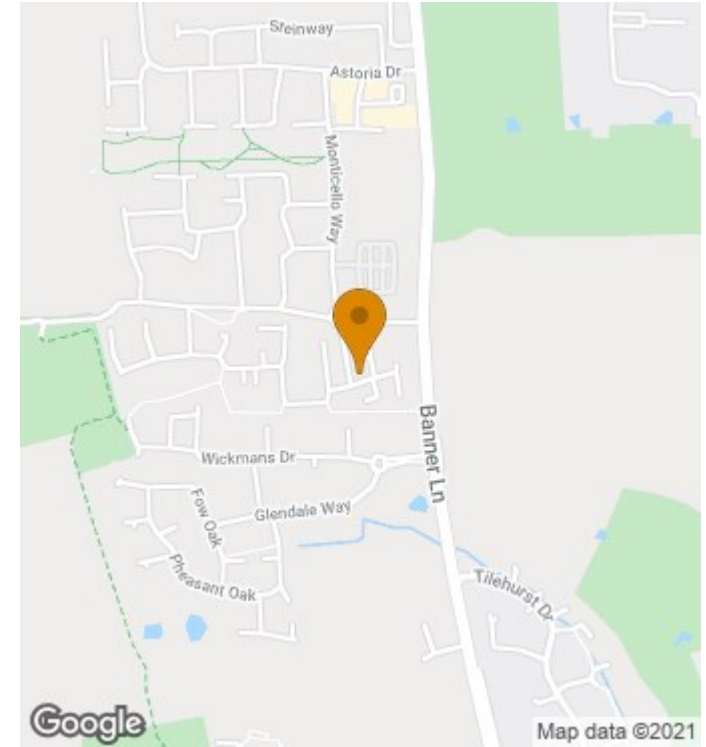 Steinway
Astoria Dr
Monticello Way
Banner Ln
Wickmans Dr
Fow Oak
Glendale Way
Pheasant Oak
Tilehurst Dr
Google
Map data ©2021